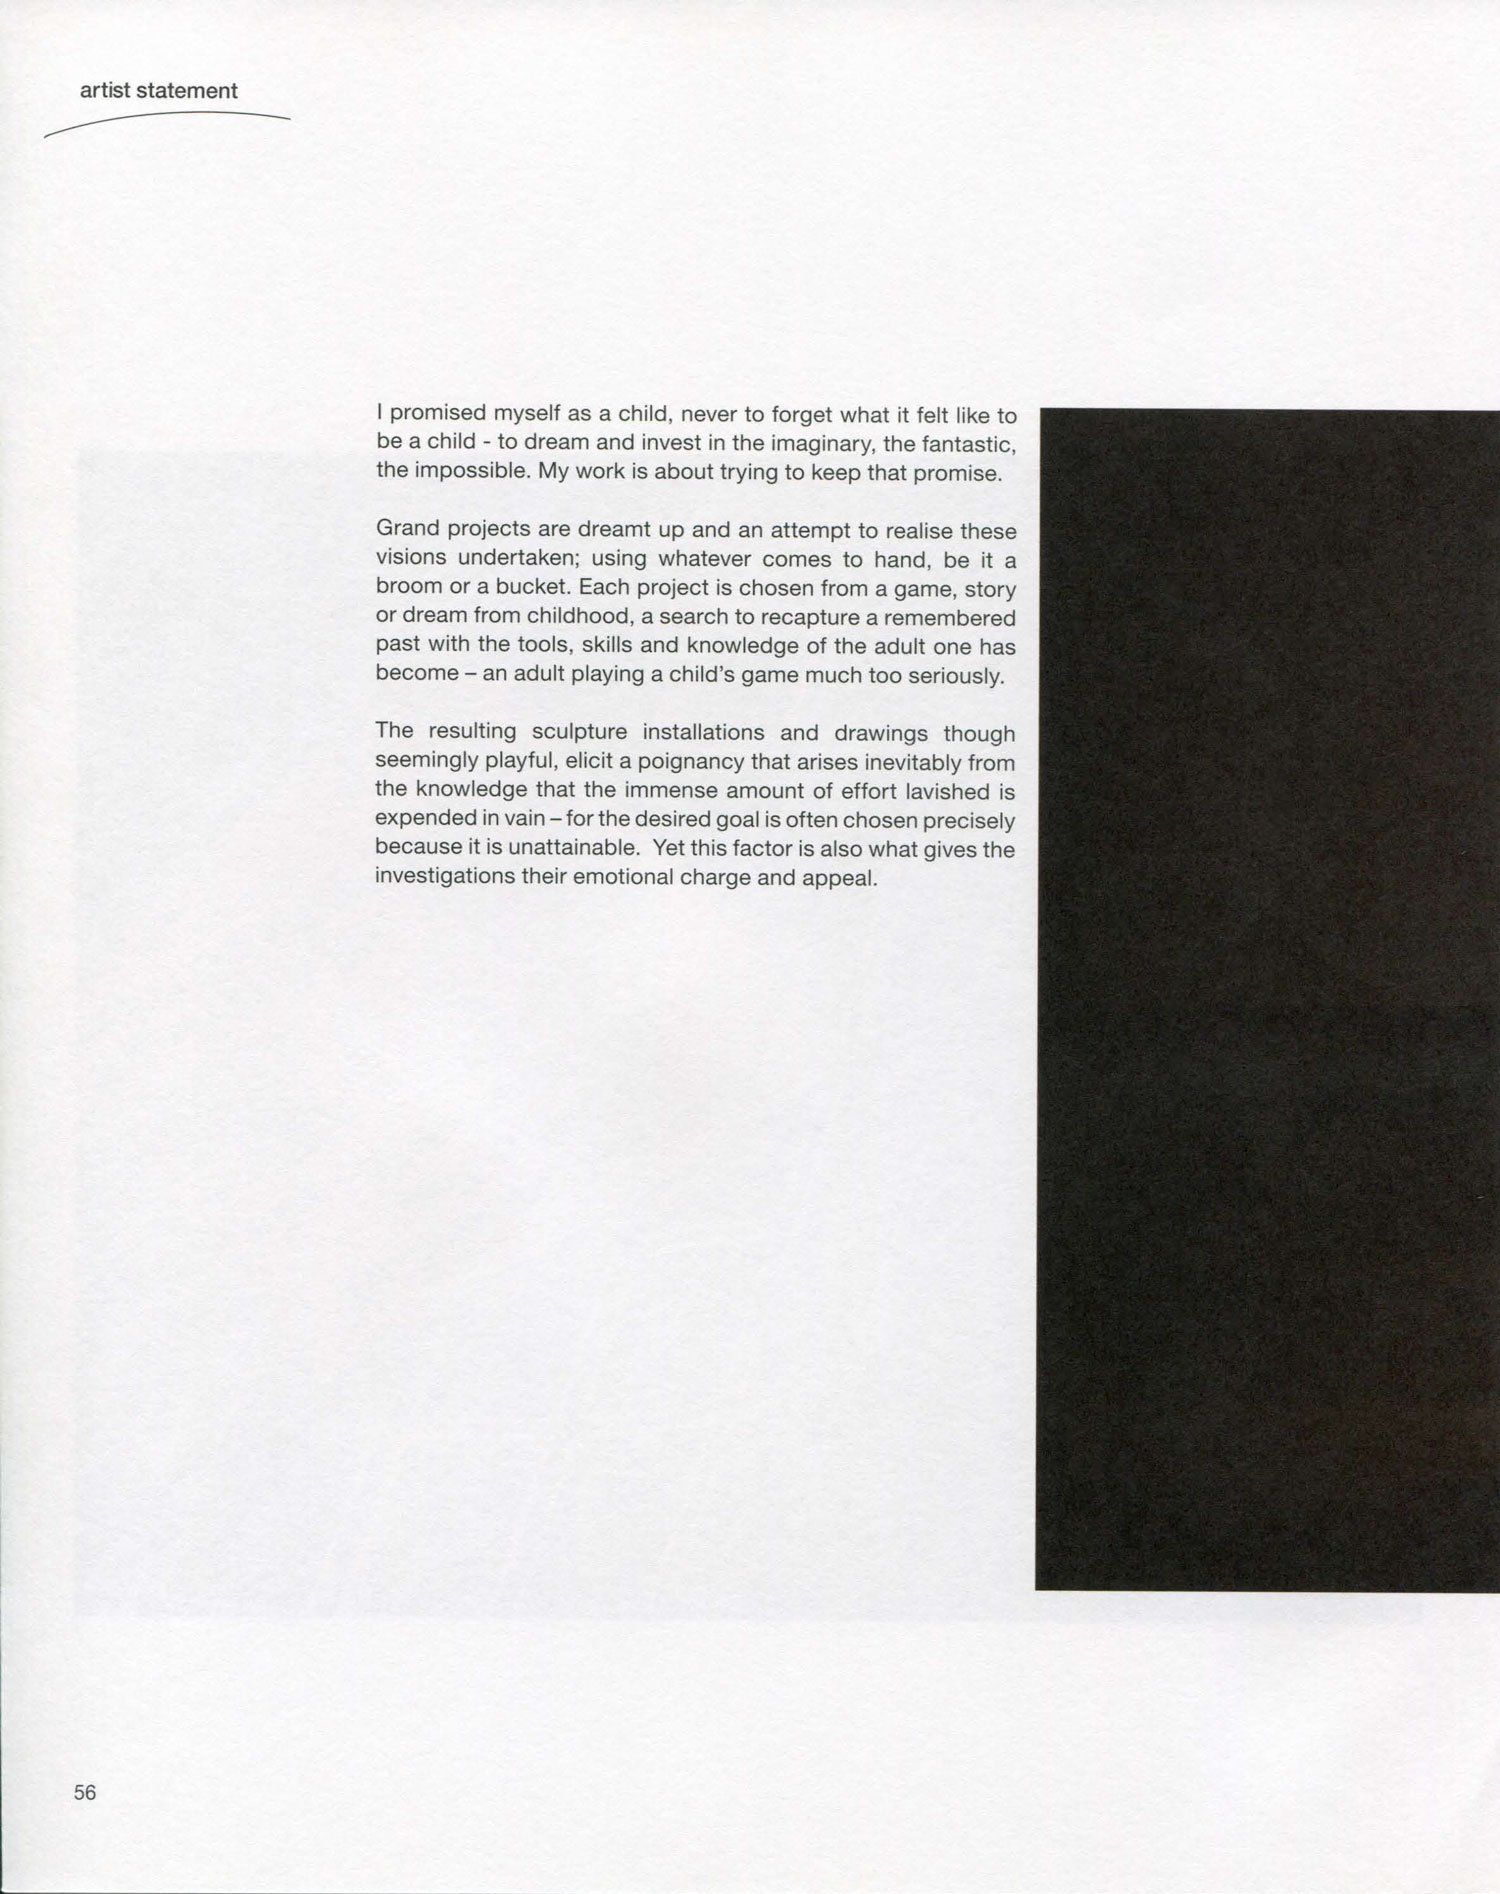 artist statement
I promised myself as a child, never to forget what it felt like to
be a child - to dream and invest in the imaginary, the fantastic,
the impossible. My work is about trying to keep that promise.
Grand projects are dreamt up and an attempt to realise these
visions undertaken; using whatever comes to hand, be it a
broom or a bucket. Each project is chosen from a game, story
or dream from childhood, a search to recapture a remembered
past with the tools, skills and knowledge of the adult one has
become – an adult playing a child's game much too seriously.
The resulting sculpture installations and drawings though
seemingly playful, elicit a poignancy that arises inevitably from
the knowledge that the immense amount of effort lavished is
expended in vain – for the desired goal is often chosen precisely
because it is unattainable.  Yet this factor is also what gives the
investigations their emotional charge and appeal.
56